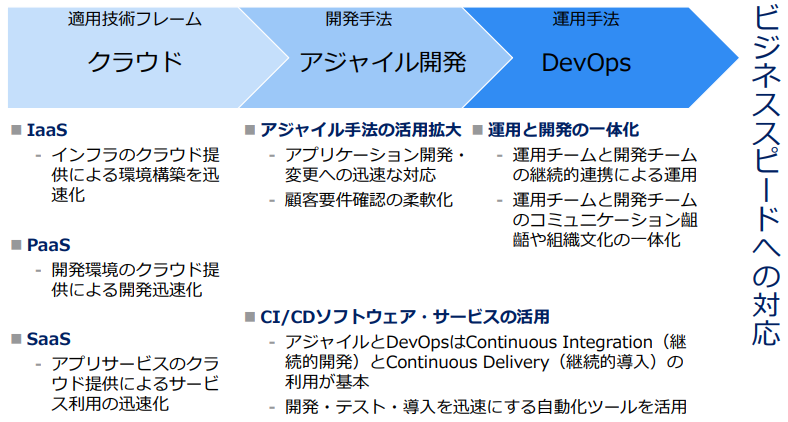 適用技術フレーム
クラウド
開発手法
アジャイル開発
運用手法
DevOps
ビジネススピードへの対応
■ IaaS
- インフラのクラウド提
供による環境構築を迅
速化
■ PaaS
- 開発環境のクラウド提
供による開発迅速化
■ SaaS
- アプリサービスのクラ
ウド提供によるサービ
ス利用の迅速化
■ アジャイル手法の活用拡大
- アプリケーション開発・
変更への迅速な対応
- 顧客要件確認の柔軟化
■ 運用と開発の一体化
- 運用チームと開発チーム
の継続的連携による運用
- 運用チームと開発チーム
のコミュニケーション齟
齬や組織文化の一体化
■ CI/CDソフトウェア・サービスの活用
- アジャイルとDevOpsはContinuous Integration（継
続的開発）とContinuous Delivery（継続的導入）の
利用が基本
- 開発・テスト・導入を迅速にする自動化ツールを活用